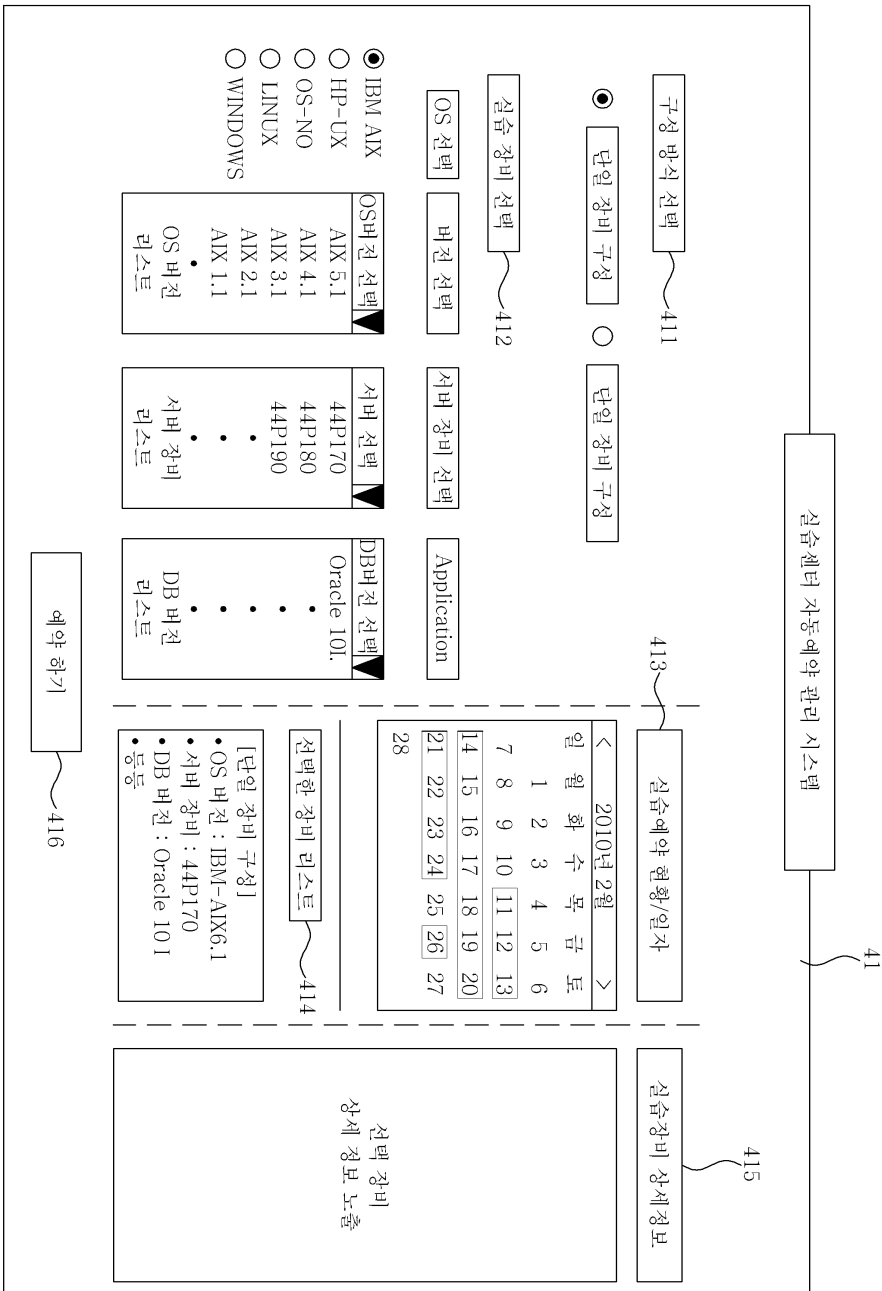 41
실습센터 자동예약 관리 시스템
구성 방식 선택
411
단일 장비 구성
단일 장비 구성
실습 장비 선택
412
OS 선택
버전 선택
서버 장비 선택
Application
IBM AIX
HP-UX
OS-NO
LINUX
WINDOWS
OS버전 선택
AIX 5.1
AIX 4.1
AIX 3.1
AIX 2.1
AIX 1.1
OS 버전
리스트
서버 선택
44P170
44P180
44P190
서버 장비
리스트
DB버전 선택
Oracle 10I.
DB 버전
리스트
413
실습예약 현황/일자
< 2010년 2월 >
일 월 화 수 목 금 토
1 2 3 4 5 6
7 8 9 10 11 12 13
14 15 16 17 18 19 20
21 22 23 24 25 26 27
28
선택한 장비 리스트
414
[단일 장비 구성]
• OS 버전 : IBM-AIX6.1
• 서버 장비 : 44P170
• DB 버전 : Oracle 10 I
• 등등
415
실습장비 상세정보
선택 장비
상세 정보 노출
예약 하기
416